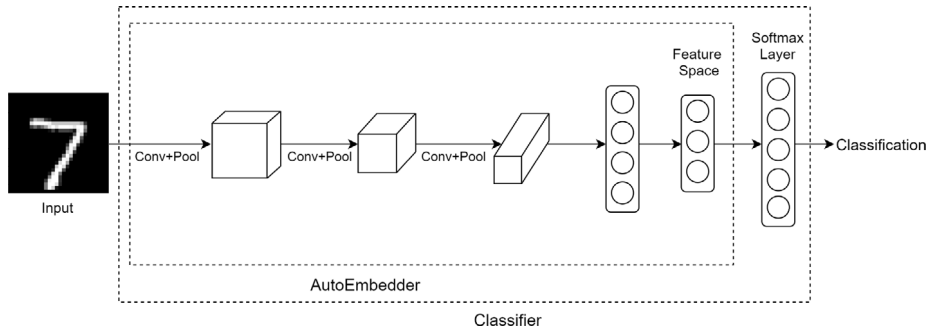 Softmax
Layer
Feature
Space
Conv+Pool
Conv+Pool
Conv+Pool
Classification
Input
AutoEmbedder
Classifier